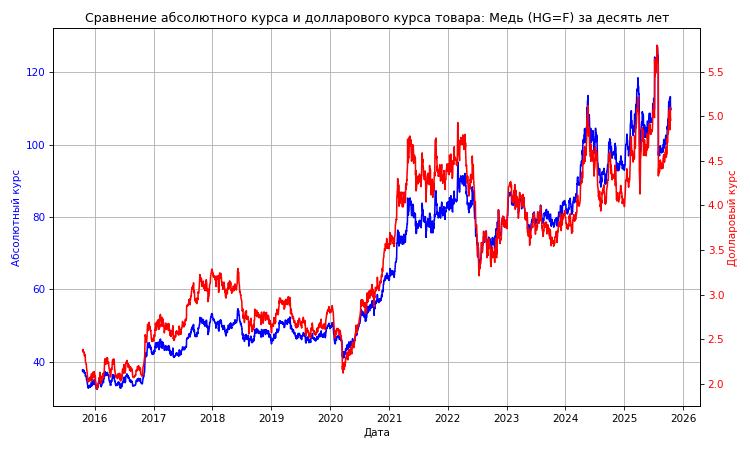 Сравнение абсолютного курса и долларового курса товара: Медь (HG=F) за десять лет
120
100
80
60
40
Абсолютный курс
5.5
5.0
4.5
4.0
3.5
3.0
2.5
2.0
Долларовый курс
2016 2017 2018 2019 2020 2021 2022 2023 2024 2025 2026
Дата